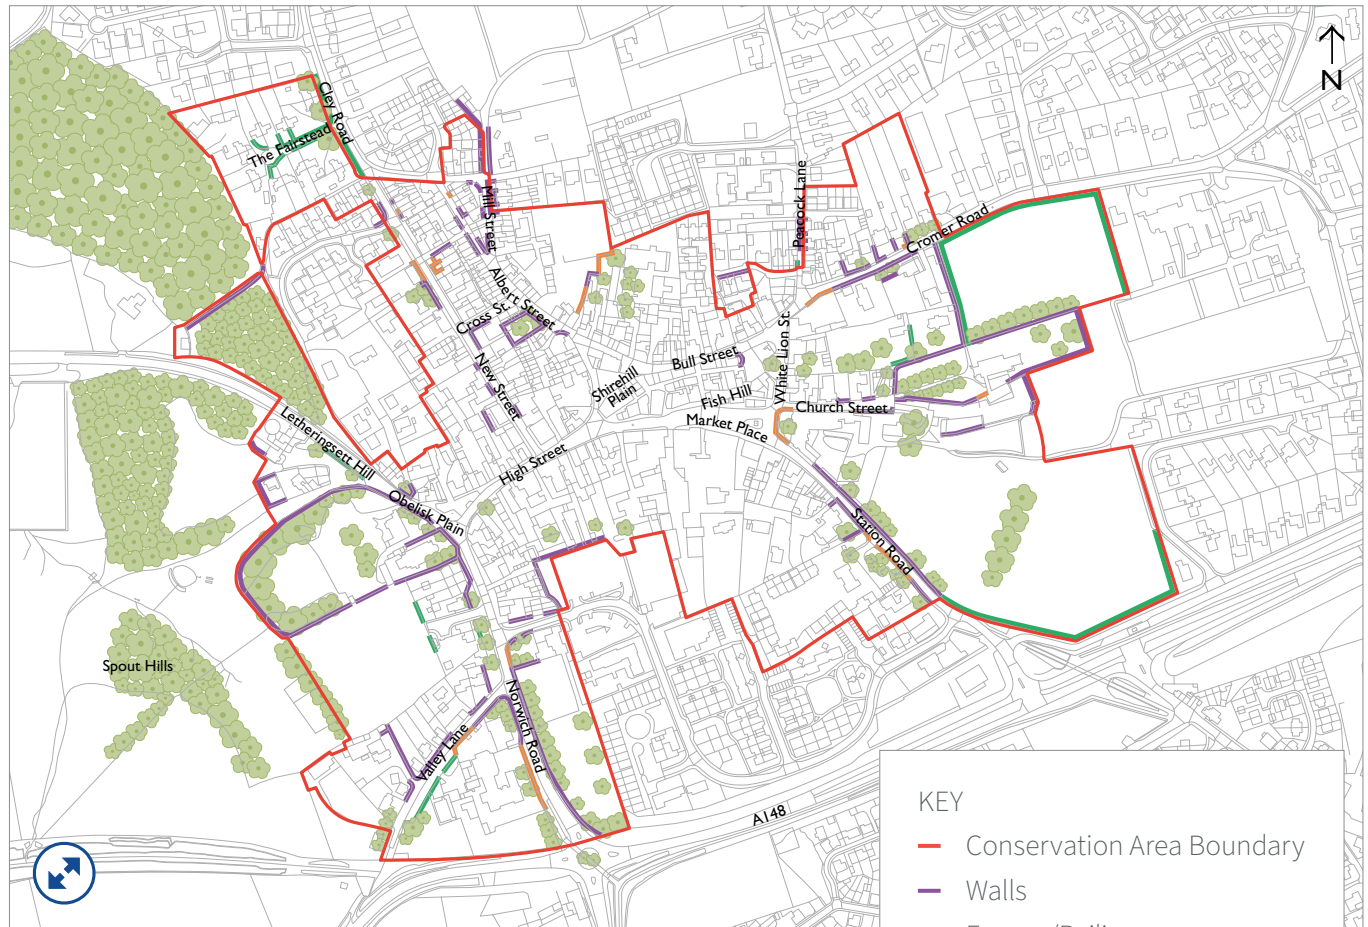 N
Cley Road
The Fairstead
Mill Street
Peacock Lane
Cromer Road
Albert Street
Cross St.
New Street
Shirehill
Plain
Bull Street
White Lion St.
Fish Hill
Church Street
Market Place
High Street
Letheringsett Hill
Obelisk Plain
Station Road
Spout Hills
Norwich Road
Valley Lane
A148
KEY
Conservation Area Boundary
Walls